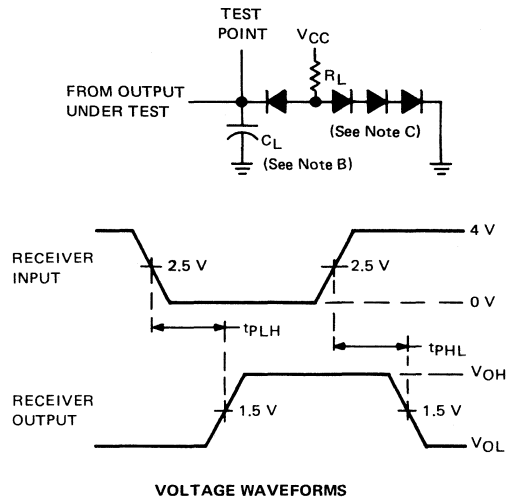 TEST
POINT
VCC
RL
FROM OUTPUT
UNDER TEST
(See Note C)
CL
(See Note B)
4 V
RECEIVER
INPUT
2.5 V
2.5 V
0 V
tPLH
tPHL
VOH
RECEIVER
OUTPUT
1.5 V
1.5 V
VOL
VOLTAGE WAVEFORMS